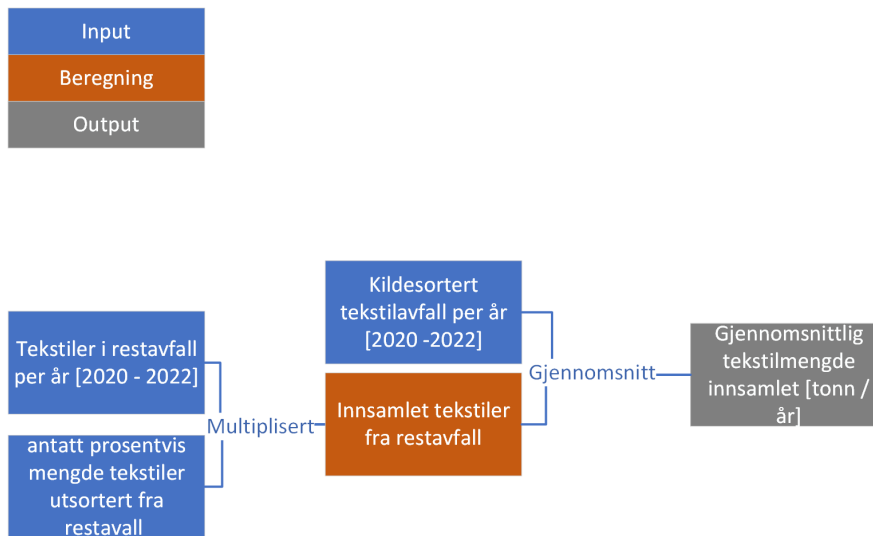 Input
Beregning
Output
Kildesortert
tekstilavfall per år
[2020 -2022]
Tekstiler i restavfall
per år [2020 - 2022]
Gjennomsnittlig
tekstilmengde
innsamlet [tonn /
år]
Gjennomsnitt
Multiplisert
Innsamlet tekstiler
fra restavfall
antatt prosentvis
mengde tekstiler
utsortert fra
restavall